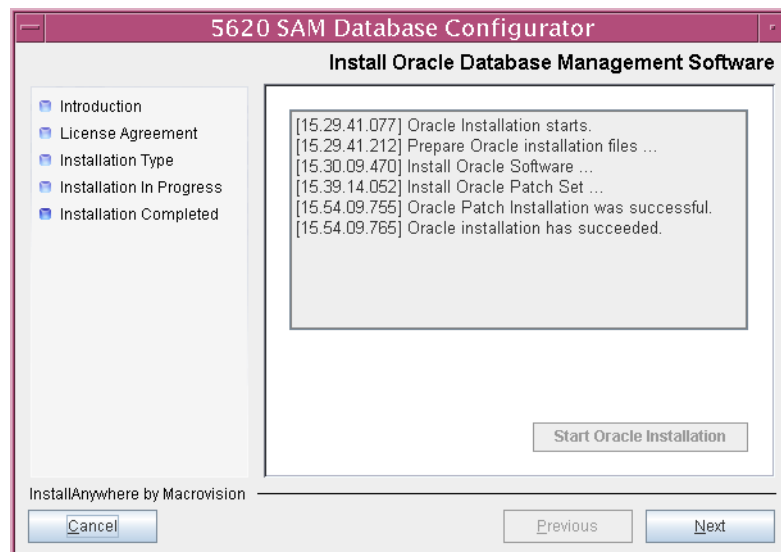 5620 SAM Database Configurator
Install Oracle Database Management Software
Introduction
License Agreement
Installation Type
Installation In Progress
Installation Completed
[15.29.41.077] Oracle Installation starts.
[15.29.41.212] Prepare Oracle installation files ...
[15.30.09.470] Install Oracle Software ...
[15.39.14.052] Install Oracle Patch Set ...
[15.54.09.755] Oracle Patch Installation was successful.
[15.54.09.765] Oracle installation has succeeded.
Start Oracle Installation
InstallAnywhere by Macrovision
Cancel
Previous
Next